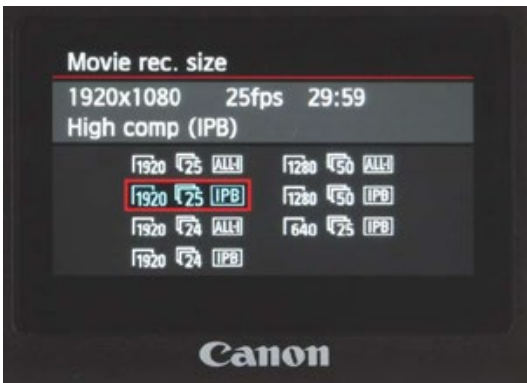 Movie rec. size
1920x1080 25fps 29:59
High comp (IPB)
1920 25 ALL-I 1280 50 ALL-I
1920 25 IPB 1280 50 IPB
1920 24 ALL-I 640 25 IPB
1920 24 IPB
Canon